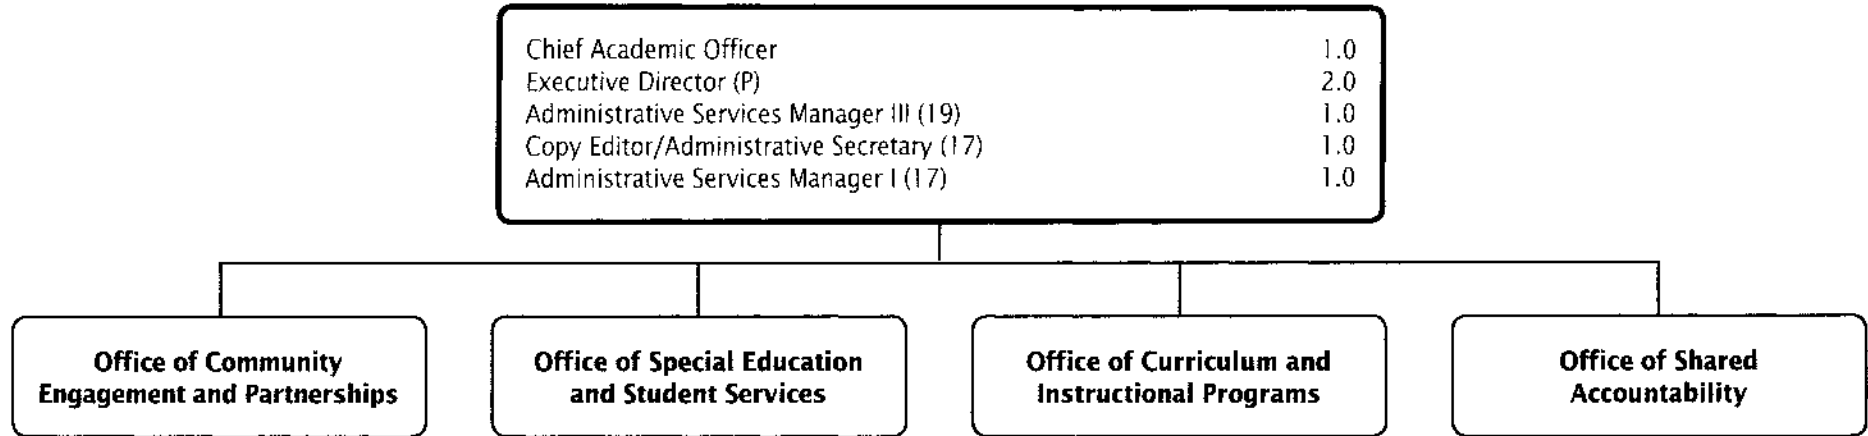 Chief Academic Officer 1.0
Executive Director (P) 2.0
Administrative Services Manager III (19) 1.0
Copy Editor/Administrative Secretary (17) 1.0
Administrative Services Manager I (17) 1.0
Office of Community
Engagement and Partnerships
Office of Special Education
and Student Services
Office of Curriculum and
Instructional Programs
Office of Shared
Accountability